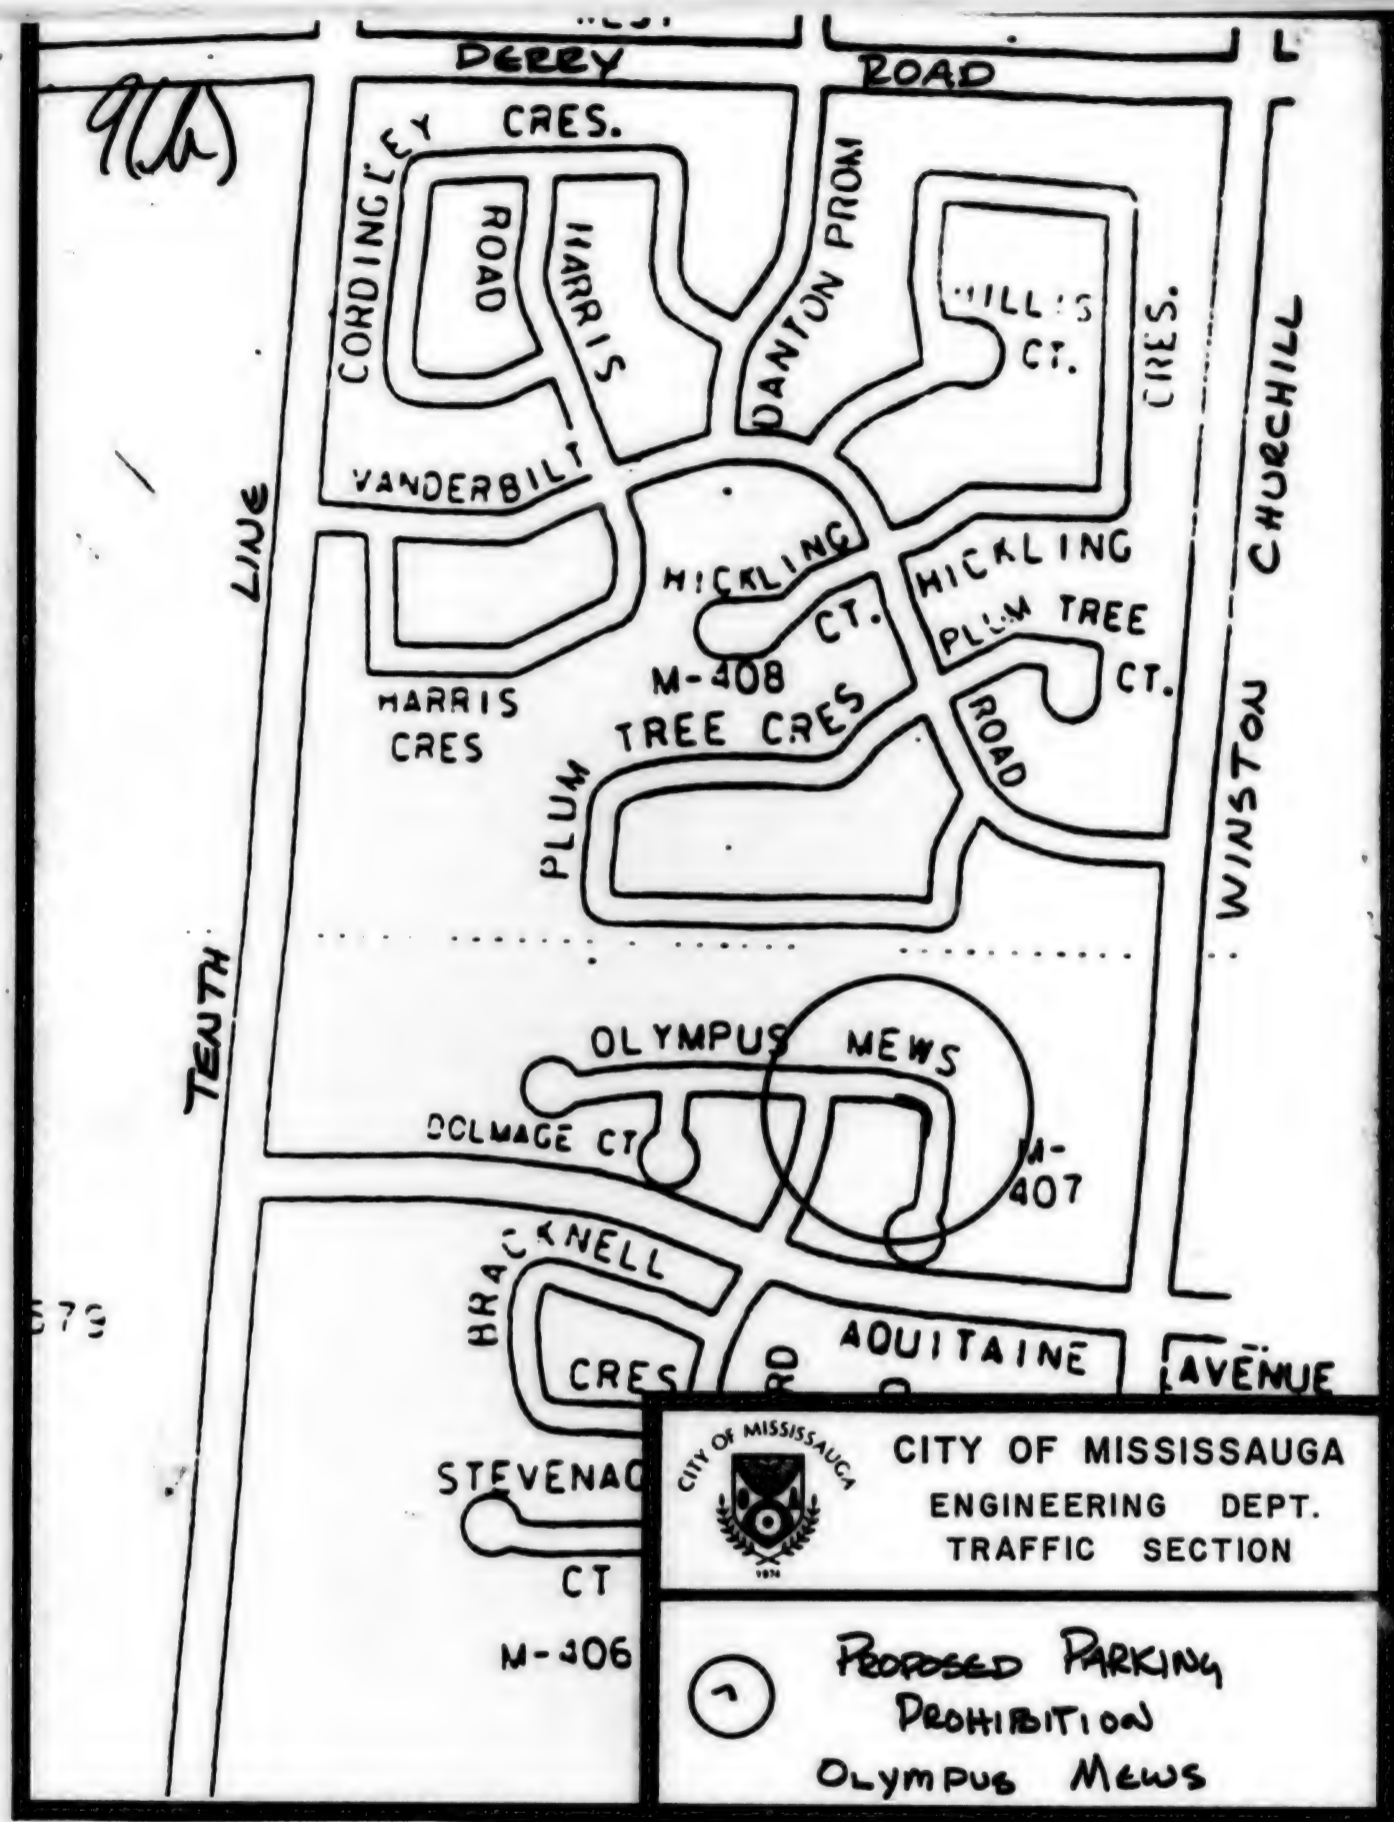 DERRY ROAD
9(h)
CORDINGLEY CRES.
HARRIS ROAD
DANTON PROM
CT.
CRES.
WINSTON CHURCHILL
VANDERBILT
TENTH LINE
HICKLING CT.
HICKLING
PLUM TREE CT.
M-408
HARRIS
CRES
PLUM TREE CRES
ROAD
OLYMPUS MEWS
DOLMAGE CT
M-
407
BRACKNELL
CRES
RD
AQUITAINE AVENUE
STEVENAG
CT
M-406
CITY OF MISSISSAUGA
1974
CITY OF MISSISSAUGA
ENGINEERING DEPT.
TRAFFIC SECTION
PROPOSED PARKING
PROHIBITION
OLYMPUS MEWS